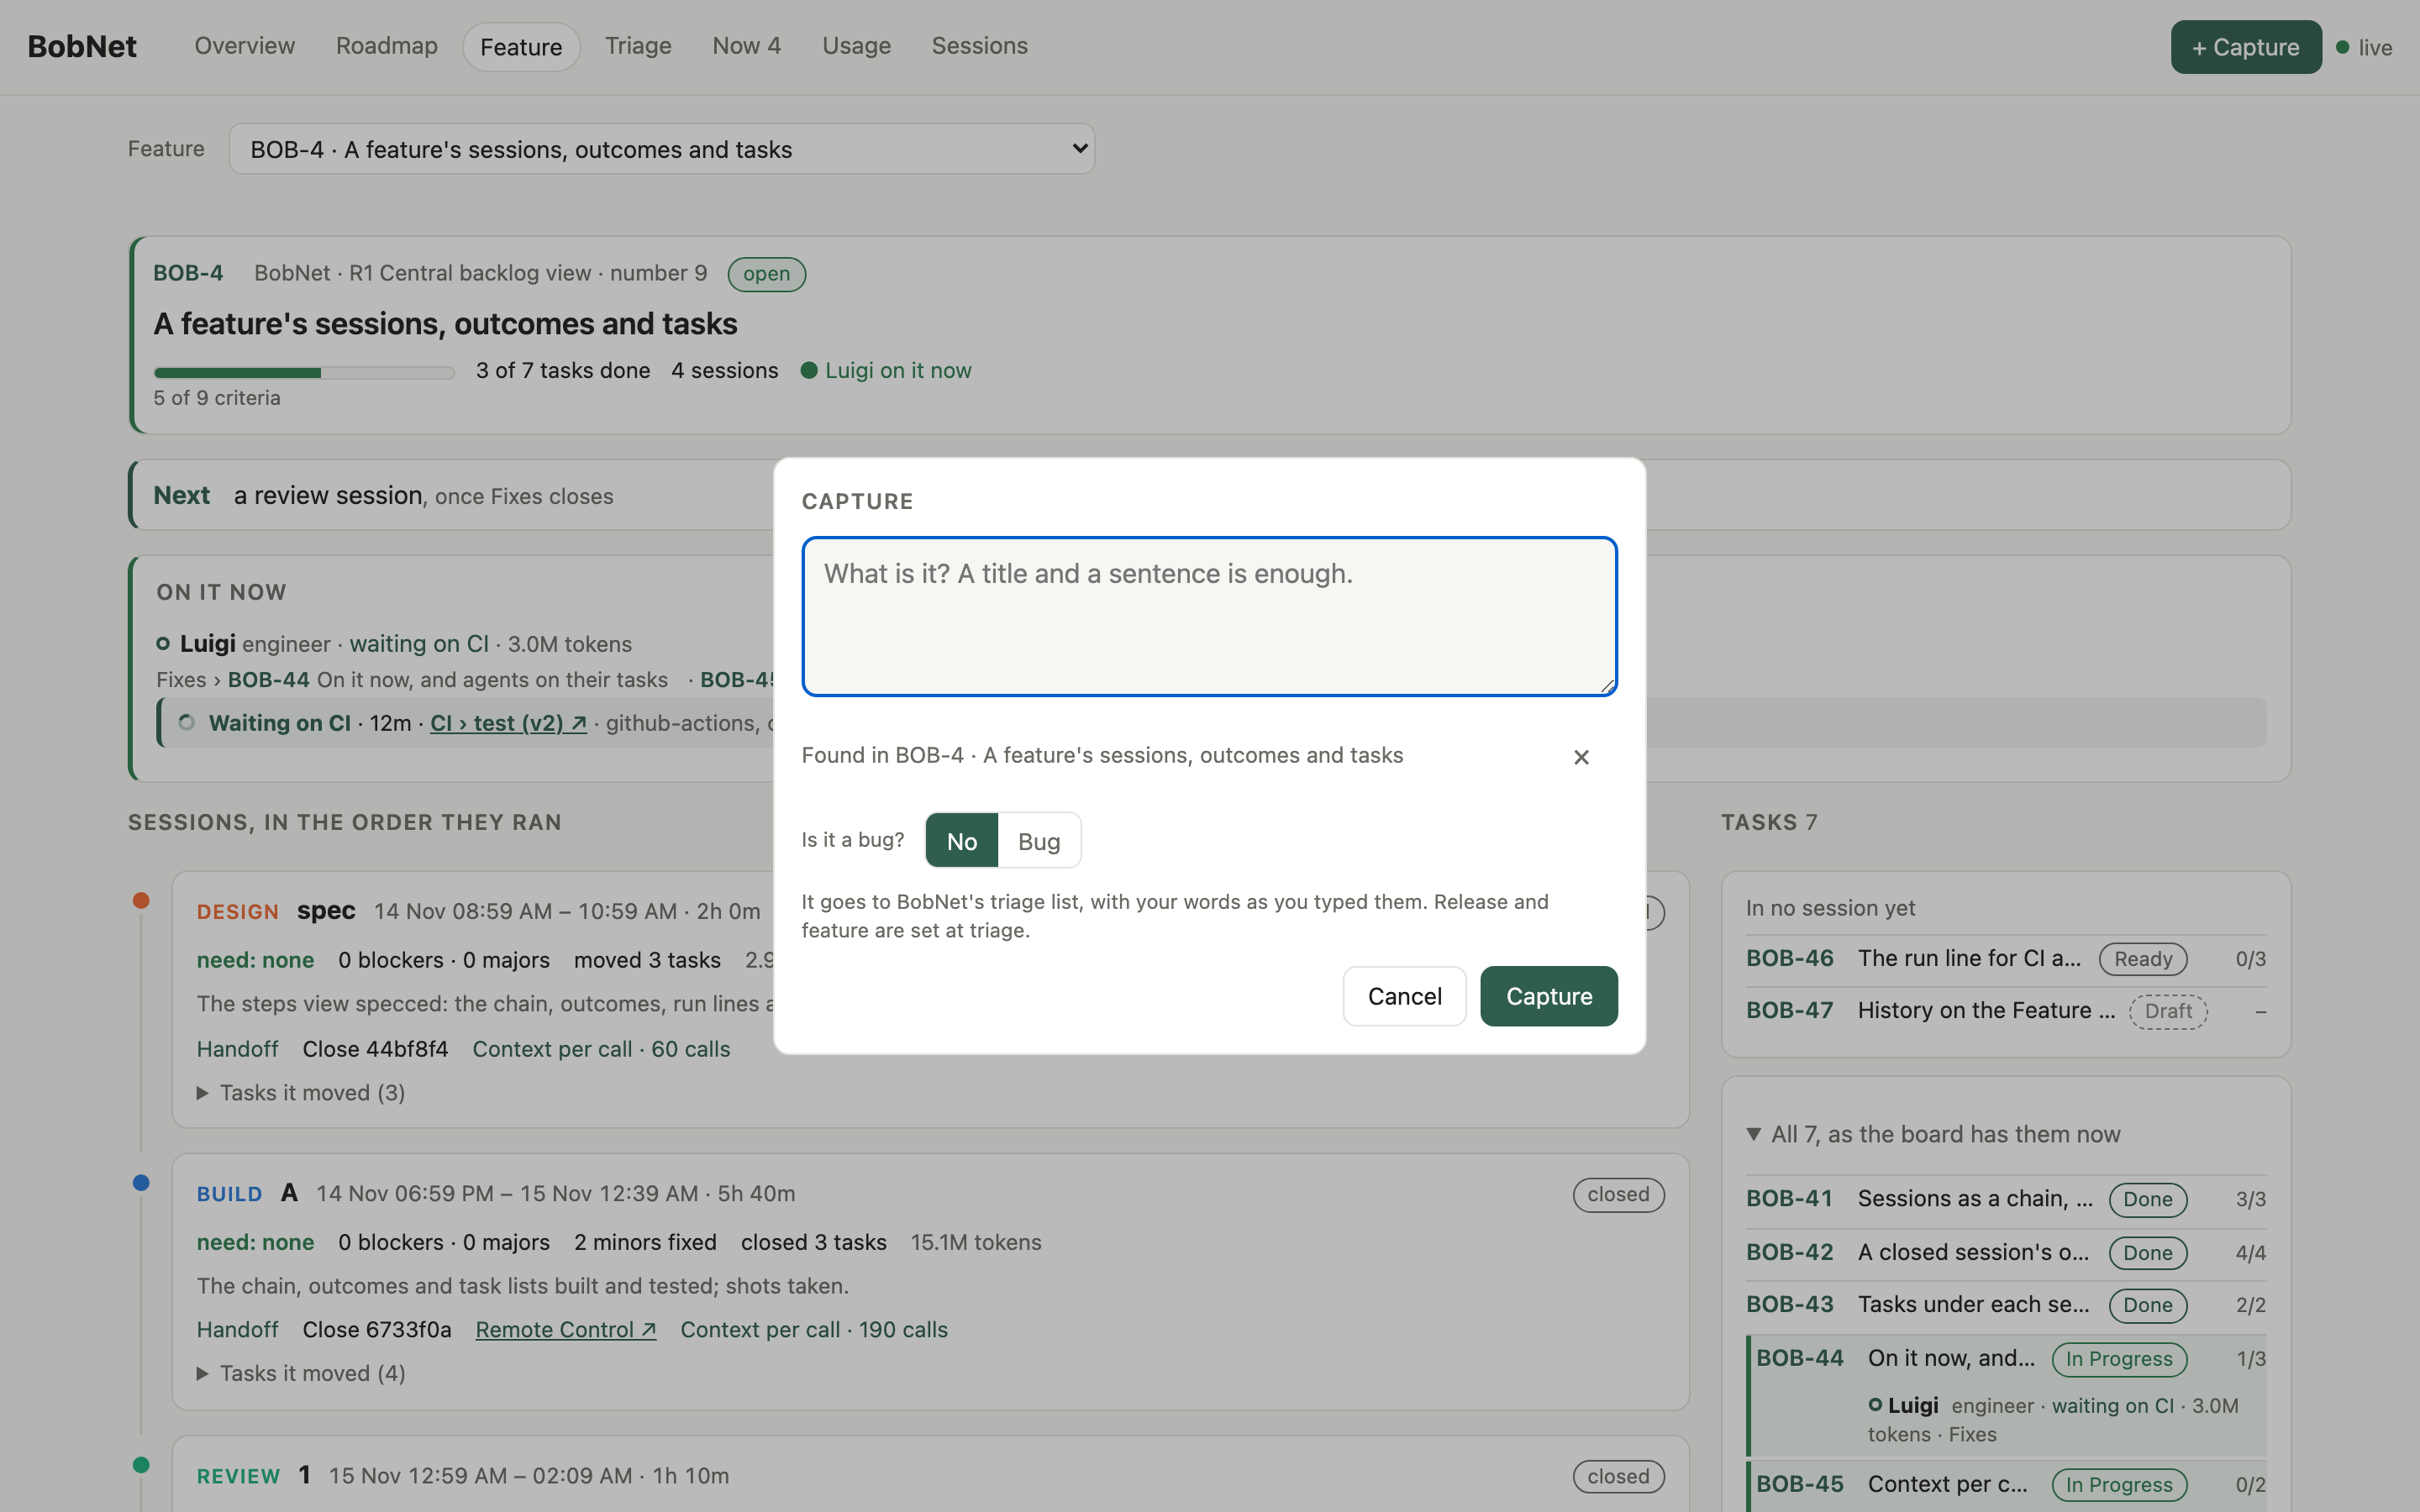 BobNet Overview Roadmap Feature Triage Now 4 Usage Sessions + Capture live
Feature BOB-4 · A feature's sessions, outcomes and tasks
BOB-4 BobNet · R1 Central backlog view · number 9 open
A feature's sessions, outcomes and tasks
3 of 7 tasks done 4 sessions Luigi on it now
5 of 9 criteria
Next a review session, once Fixes closes
ON IT NOW
Luigi engineer · waiting on CI · 3.0M tokens
Fixes › BOB-44 On it now, and agents on their tasks · BOB-45
Waiting on CI · 12m · CI › test (v2) ↗ · github-actions,
CAPTURE
What is it? A title and a sentence is enough.
Found in BOB-4 · A feature's sessions, outcomes and tasks ×
Is it a bug? No Bug
It goes to BobNet's triage list, with your words as you typed them. Release and
feature are set at triage.
Cancel Capture
SESSIONS, IN THE ORDER THEY RAN
DESIGN spec 14 Nov 08:59 AM – 10:59 AM · 2h 0m
need: none 0 blockers · 0 majors moved 3 tasks 2.9
The steps view specced: the chain, outcomes, run lines
Handoff Close 44bf8f4 Context per call · 60 calls
▶ Tasks it moved (3)
BUILD A 14 Nov 06:59 PM – 15 Nov 12:39 AM · 5h 40m closed
need: none 0 blockers · 0 majors 2 minors fixed closed 3 tasks 15.1M tokens
The chain, outcomes and task lists built and tested; shots taken.
Handoff Close 6733f0a Remote Control ↗ Context per call · 190 calls
▶ Tasks it moved (4)
REVIEW 1 15 Nov 12:59 AM – 02:09 AM · 1h 10m closed
TASKS 7
In no session yet
BOB-46 The run line for CI a... Ready 0/3
BOB-47 History on the Feature ... Draft –
▼ All 7, as the board has them now
BOB-41 Sessions as a chain, ... Done 3/3
BOB-42 A closed session's o... Done 4/4
BOB-43 Tasks under each se... Done 2/2
BOB-44 On it now, and... In Progress 1/3
Luigi engineer · waiting on CI · 3.0M
tokens · Fixes
BOB-45 Context per c... In Progress 0/2